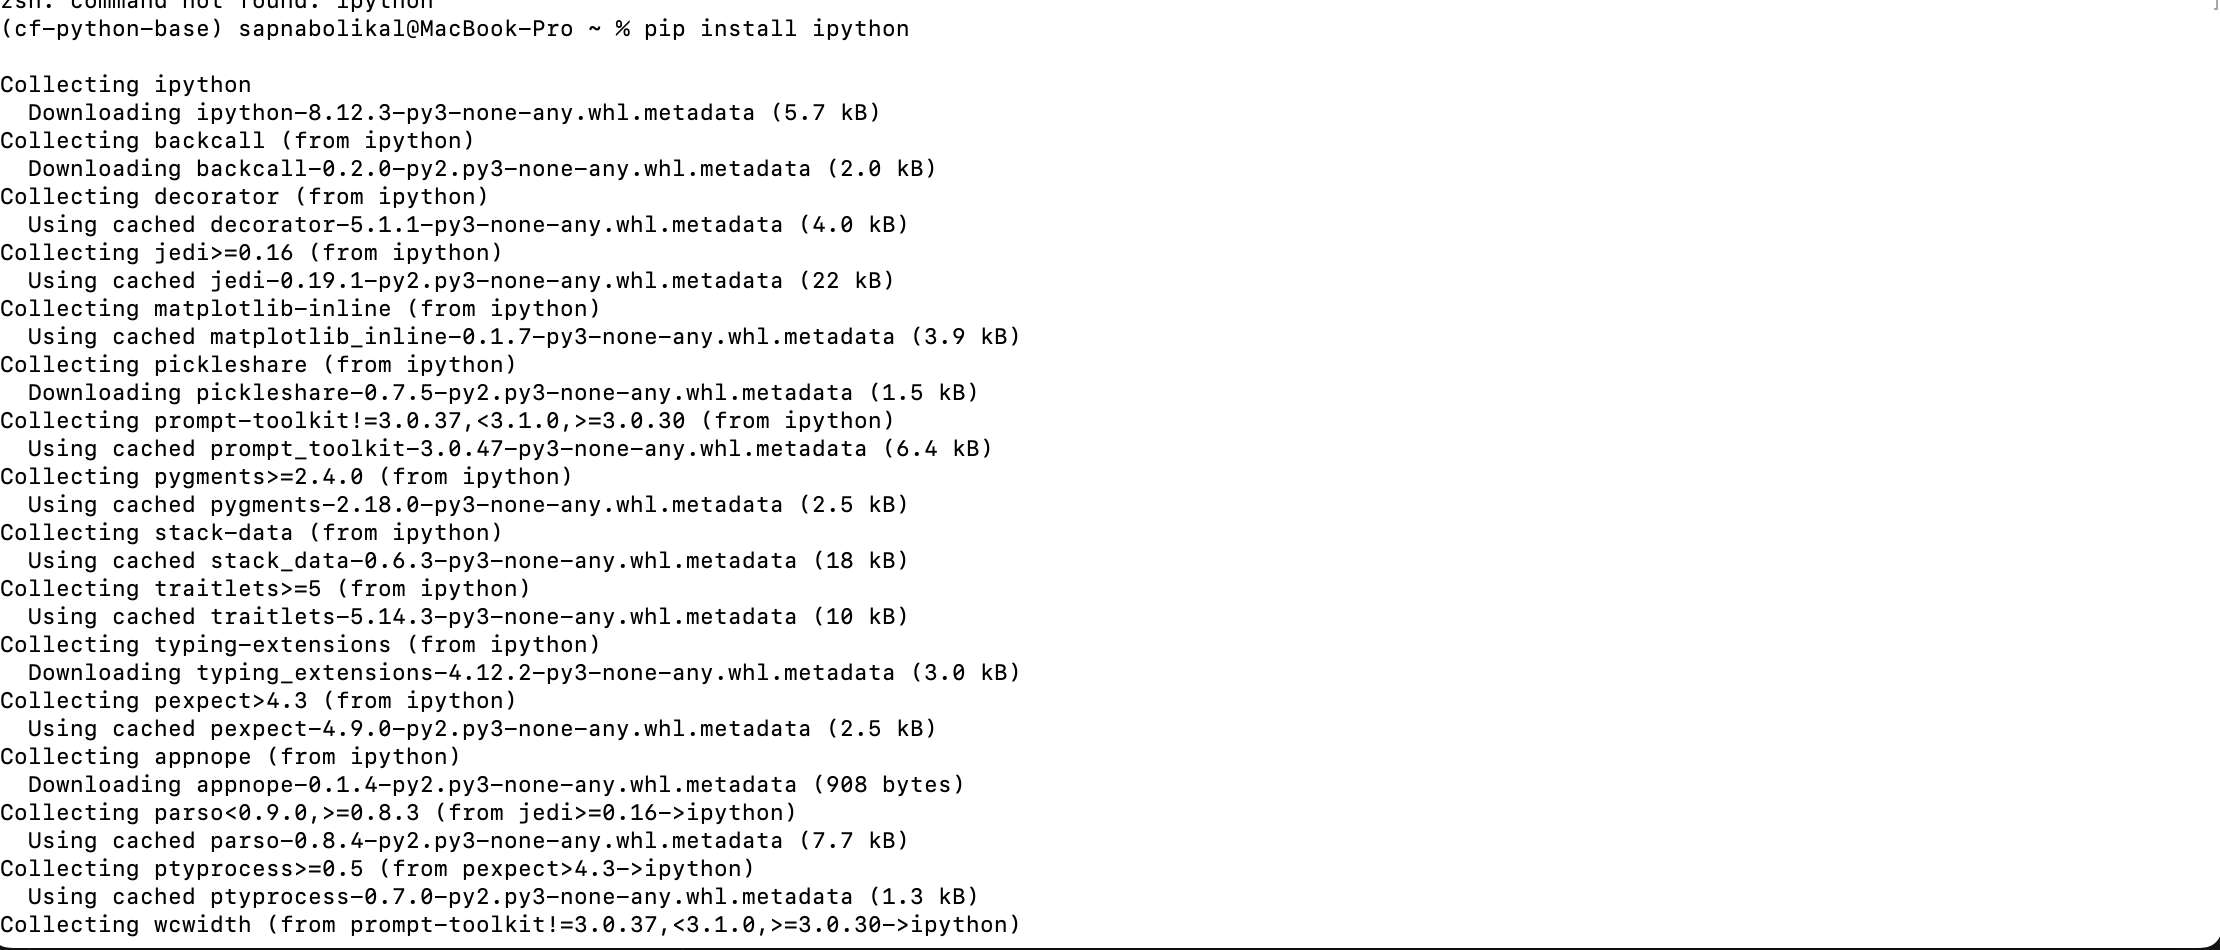 zsh: command not found: ipython
(cf-python-base) sapnabolikal@MacBook-Pro ~ % pip install ipython
Collecting ipython
  Downloading ipython-8.12.3-py3-none-any.whl.metadata (5.7 kB)
Collecting backcall (from ipython)
  Downloading backcall-0.2.0-py2.py3-none-any.whl.metadata (2.0 kB)
Collecting decorator (from ipython)
  Using cached decorator-5.1.1-py3-none-any.whl.metadata (4.0 kB)
Collecting jedi>=0.16 (from ipython)
  Using cached jedi-0.19.1-py2.py3-none-any.whl.metadata (22 kB)
Collecting matplotlib-inline (from ipython)
  Using cached matplotlib_inline-0.1.7-py3-none-any.whl.metadata (3.9 kB)
Collecting pickleshare (from ipython)
  Downloading pickleshare-0.7.5-py2.py3-none-any.whl.metadata (1.5 kB)
Collecting prompt-toolkit!=3.0.37,<3.1.0,>=3.0.30 (from ipython)
  Using cached prompt_toolkit-3.0.47-py3-none-any.whl.metadata (6.4 kB)
Collecting pygments>=2.4.0 (from ipython)
  Using cached pygments-2.18.0-py3-none-any.whl.metadata (2.5 kB)
Collecting stack-data (from ipython)
  Using cached stack_data-0.6.3-py3-none-any.whl.metadata (18 kB)
Collecting traitlets>=5 (from ipython)
  Using cached traitlets-5.14.3-py3-none-any.whl.metadata (10 kB)
Collecting typing-extensions (from ipython)
  Downloading typing_extensions-4.12.2-py3-none-any.whl.metadata (3.0 kB)
Collecting pexpect>4.3 (from ipython)
  Using cached pexpect-4.9.0-py2.py3-none-any.whl.metadata (2.5 kB)
Collecting appnope (from ipython)
  Downloading appnope-0.1.4-py2.py3-none-any.whl.metadata (908 bytes)
Collecting parso<0.9.0,>=0.8.3 (from jedi>=0.16->ipython)
  Using cached parso-0.8.4-py2.py3-none-any.whl.metadata (7.7 kB)
Collecting ptyprocess>=0.5 (from pexpect>4.3->ipython)
  Using cached ptyprocess-0.7.0-py2.py3-none-any.whl.metadata (1.3 kB)
Collecting wcwidth (from prompt-toolkit!=3.0.37,<3.1.0,>=3.0.30->ipython)